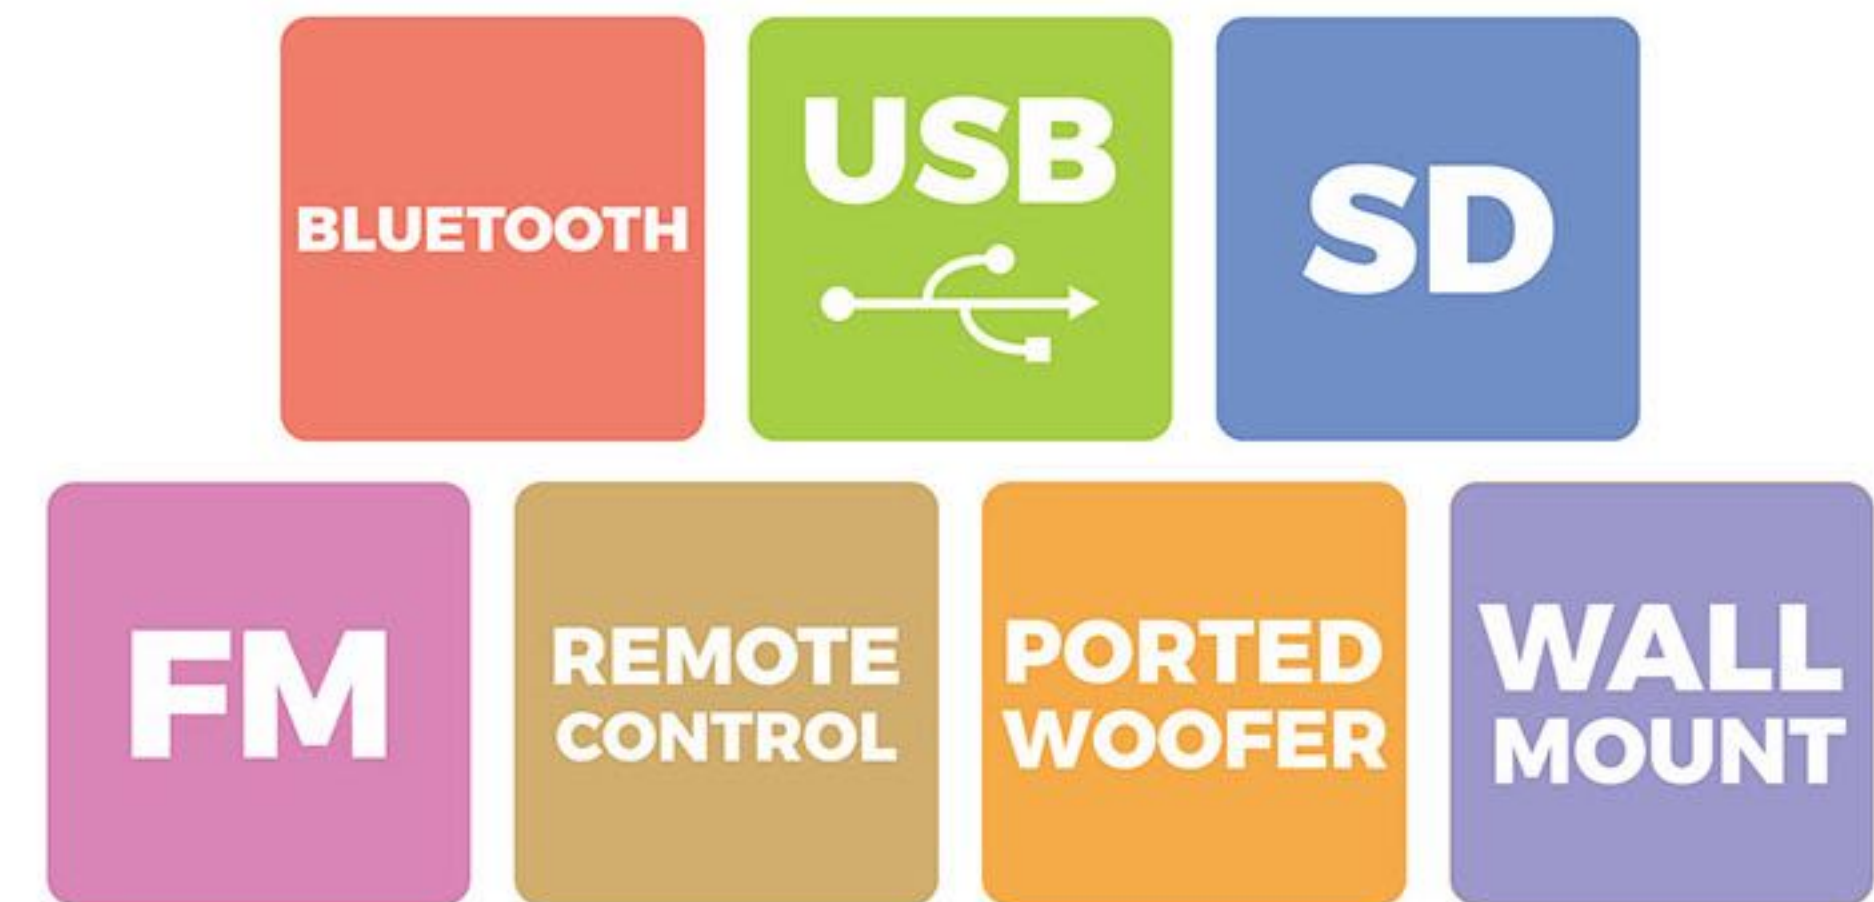 BLUETOOTH
USB
SD
FM
REMOTE
CONTROL
PORTED
WOOFER
WALL
MOUNT